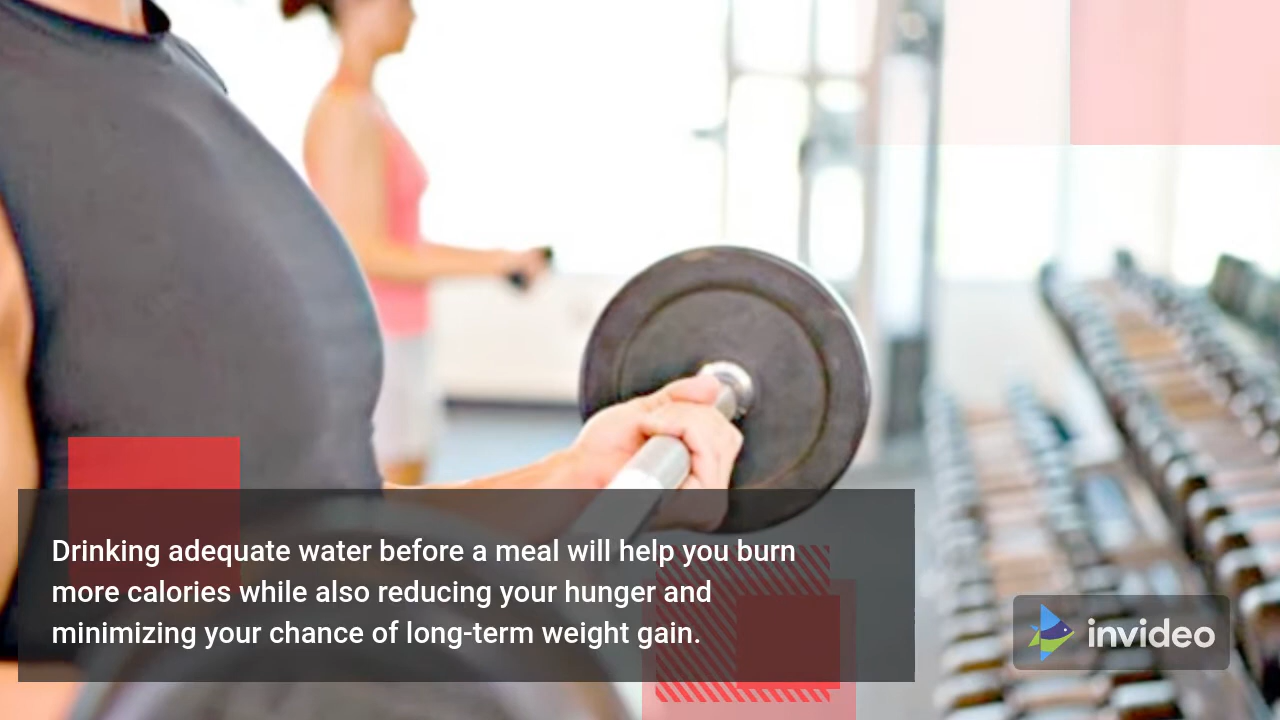 Drinking adequate water before a meal will help you burn
more calories while also reducing your hunger and
minimizing your chance of long-term weight gain.
invideo